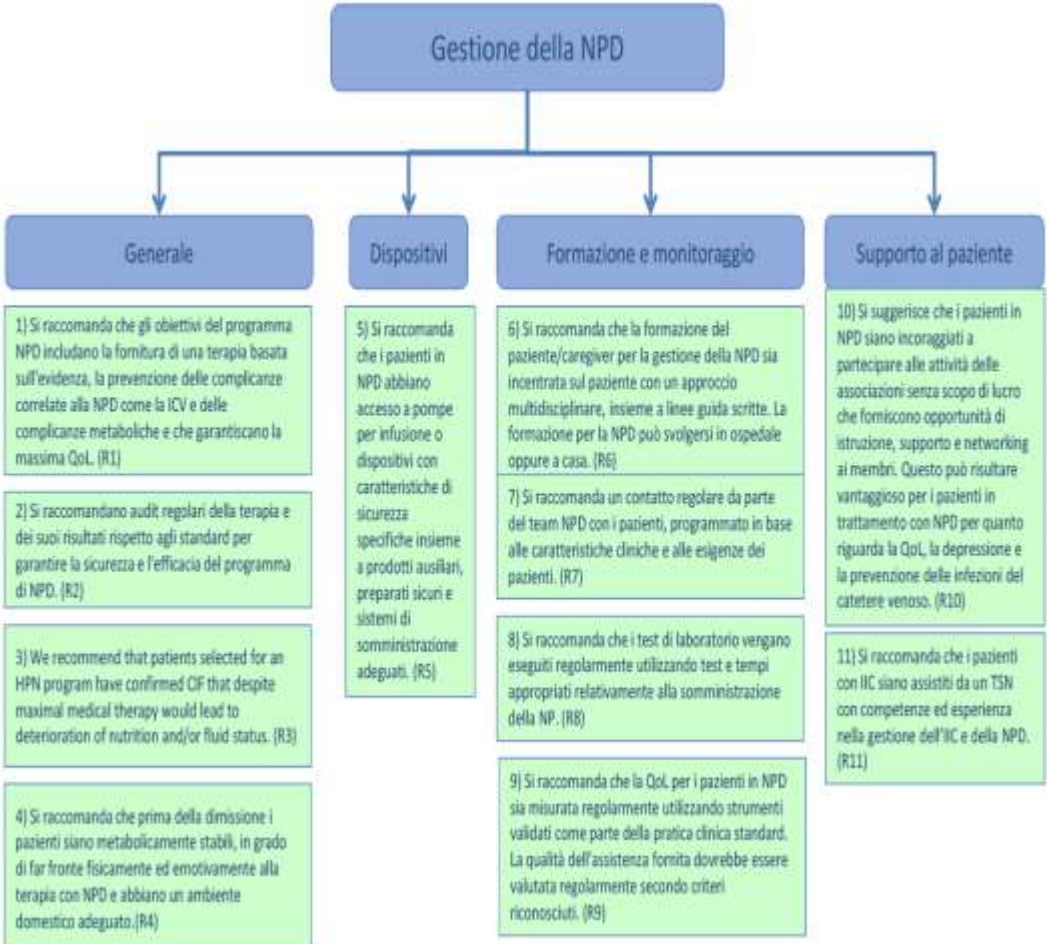 Gestione della NPD
Generale
1) Si raccomanda che gli obiettivi del programma
NPD includano la fornitura di una terapia basata
sull'evidenza, la prevenzione delle complicanze
correlate alla NPD come la ICV e delle
complicanze metaboliche e che garantiscano la
massima QoL. (R1)
2) Si raccomandano audit regolari della terapia e
dei suoi risultati rispetto agli standard per
garantire la sicurezza e l'efficacia del programma
di NPD. (R2)
3) We recommend that patients selected for an
HPN program have confirmed CIF that despite
maximal medical therapy would lead to
deterioration of nutrition and/or fluid status. (R3)
4) Si raccomanda che prima della dimissione i
pazienti siano metabolicamente stabili, in grado
di far fronte fisicamente ed emotivamente alla
terapia con NPD e abbiano un ambiente
domestico adeguato.(R4)
Dispositivi
5) Si raccomanda
che i pazienti in
NPD abbiano
accesso a pompe
per infusione o
dispositivi con
caratteristiche di
sicurezza
specifiche insieme
a prodotti ausiliari,
preparati sicuri e
sistemi di
somministrazione
adeguati. (R5)
Formazione e monitoraggio
6) Si raccomanda che la formazione del
paziente/caregiver per la gestione della NPD sia
incentrata sul paziente con un approccio
multidisciplinare, insieme a linee guida scritte. La
formazione per la NPD può svolgersi in ospedale
oppure a casa. (R6)
7) Si raccomanda un contatto regolare da parte
del team NPD con i pazienti, programmato in base
alle caratteristiche cliniche e alle esigenze dei
pazienti. (R7)
8) Si raccomanda che i test di laboratorio vengano
eseguiti regolarmente utilizzando test e tempi
appropriati relativamente alla somministrazione
della NP. (R8)
9) Si raccomanda che la QoL per i pazienti in NPD
sia misurata regolarmente utilizzando strumenti
validati come parte della pratica clinica standard.
La qualità dell'assistenza fornita dovrebbe essere
valutata regolarmente secondo criteri
riconosciuti. (R9)
Supporto al paziente
10) Si suggerisce che i pazienti in
NPD siano incoraggiati a
partecipare alle attività delle
associazioni senza scopo di lucro
che forniscono opportunità di
istruzione, supporto e networking
ai membri. Questo può risultare
vantaggioso per i pazienti in
trattamento con NPD per quanto
riguarda la QoL, la depressione e
la prevenzione delle infezioni del
catetere venoso. (R10)
11) Si raccomanda che i pazienti
con IIC siano assistiti da un TSN
con competenze ed esperienza
nella gestione dell'IIC e della NPD.
(R11)